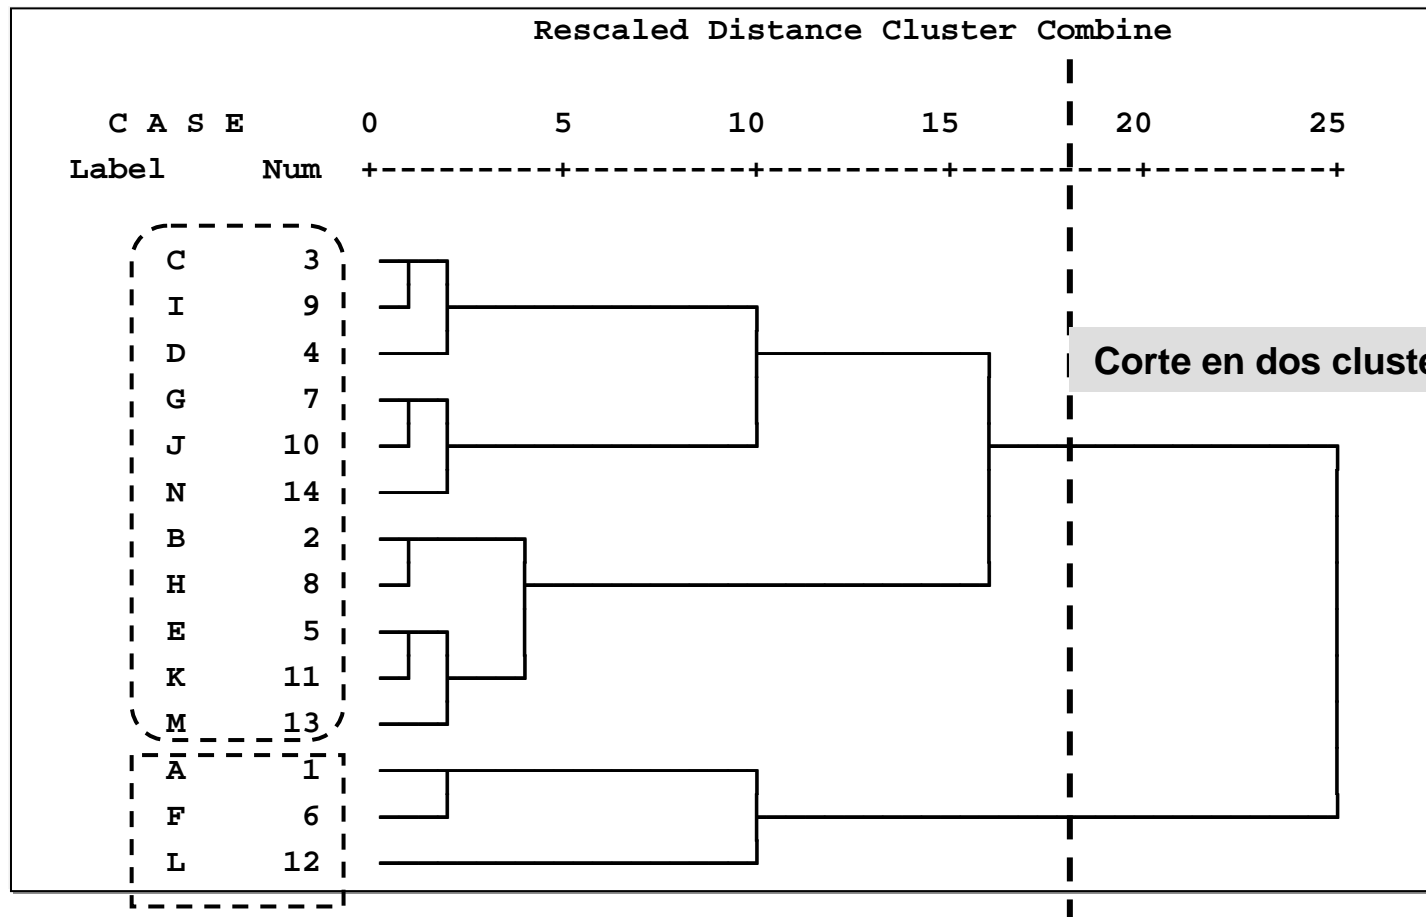 Rescaled Distance Cluster Combine
C A S E 0 5 10 15 20 25
Label Num +---------+---------+---------+---------+---------+
C 3
I 9
D 4
Corte en dos cluste
G 7
J 10
N 14
B 2
H 8
E 5
K 11
M 13
A 1
F 6
L 12